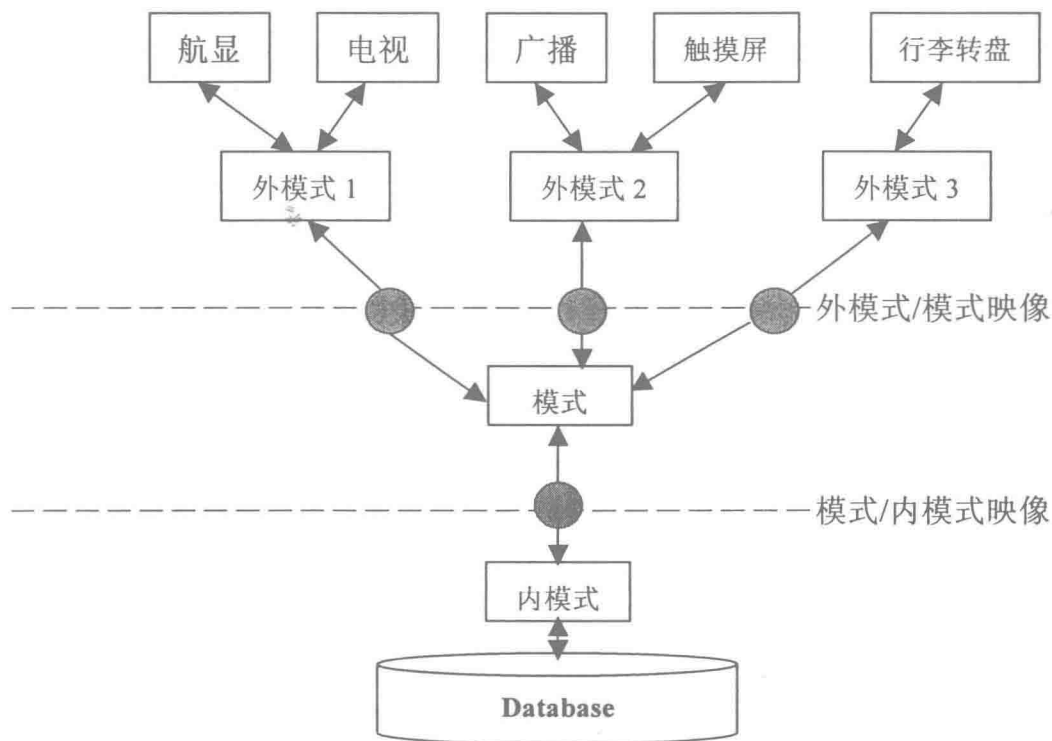 航显
电视
广播
触摸屏
行李转盘
外模式 1
外模式 2
外模式 3
外模式/模式映像
模式
模式/内模式映像
内模式
Database